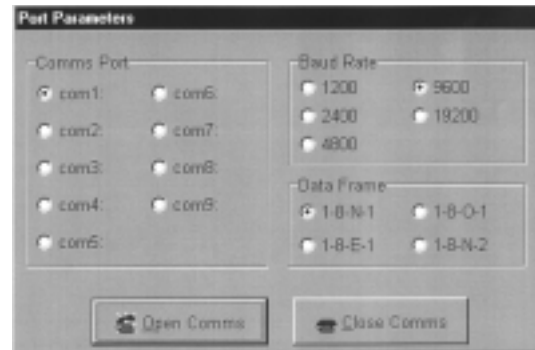 Port Parameters
Comms Port
com1:
com2:
com3:
com4:
com5:
com6:
com7:
com8:
com9:
Baud Rate
1200
2400
4800
9600
19200
Data Frame
1-8-N-1
1-8-E-1
1-8-O-1
1-8-N-2
Open Comms
Close Comms